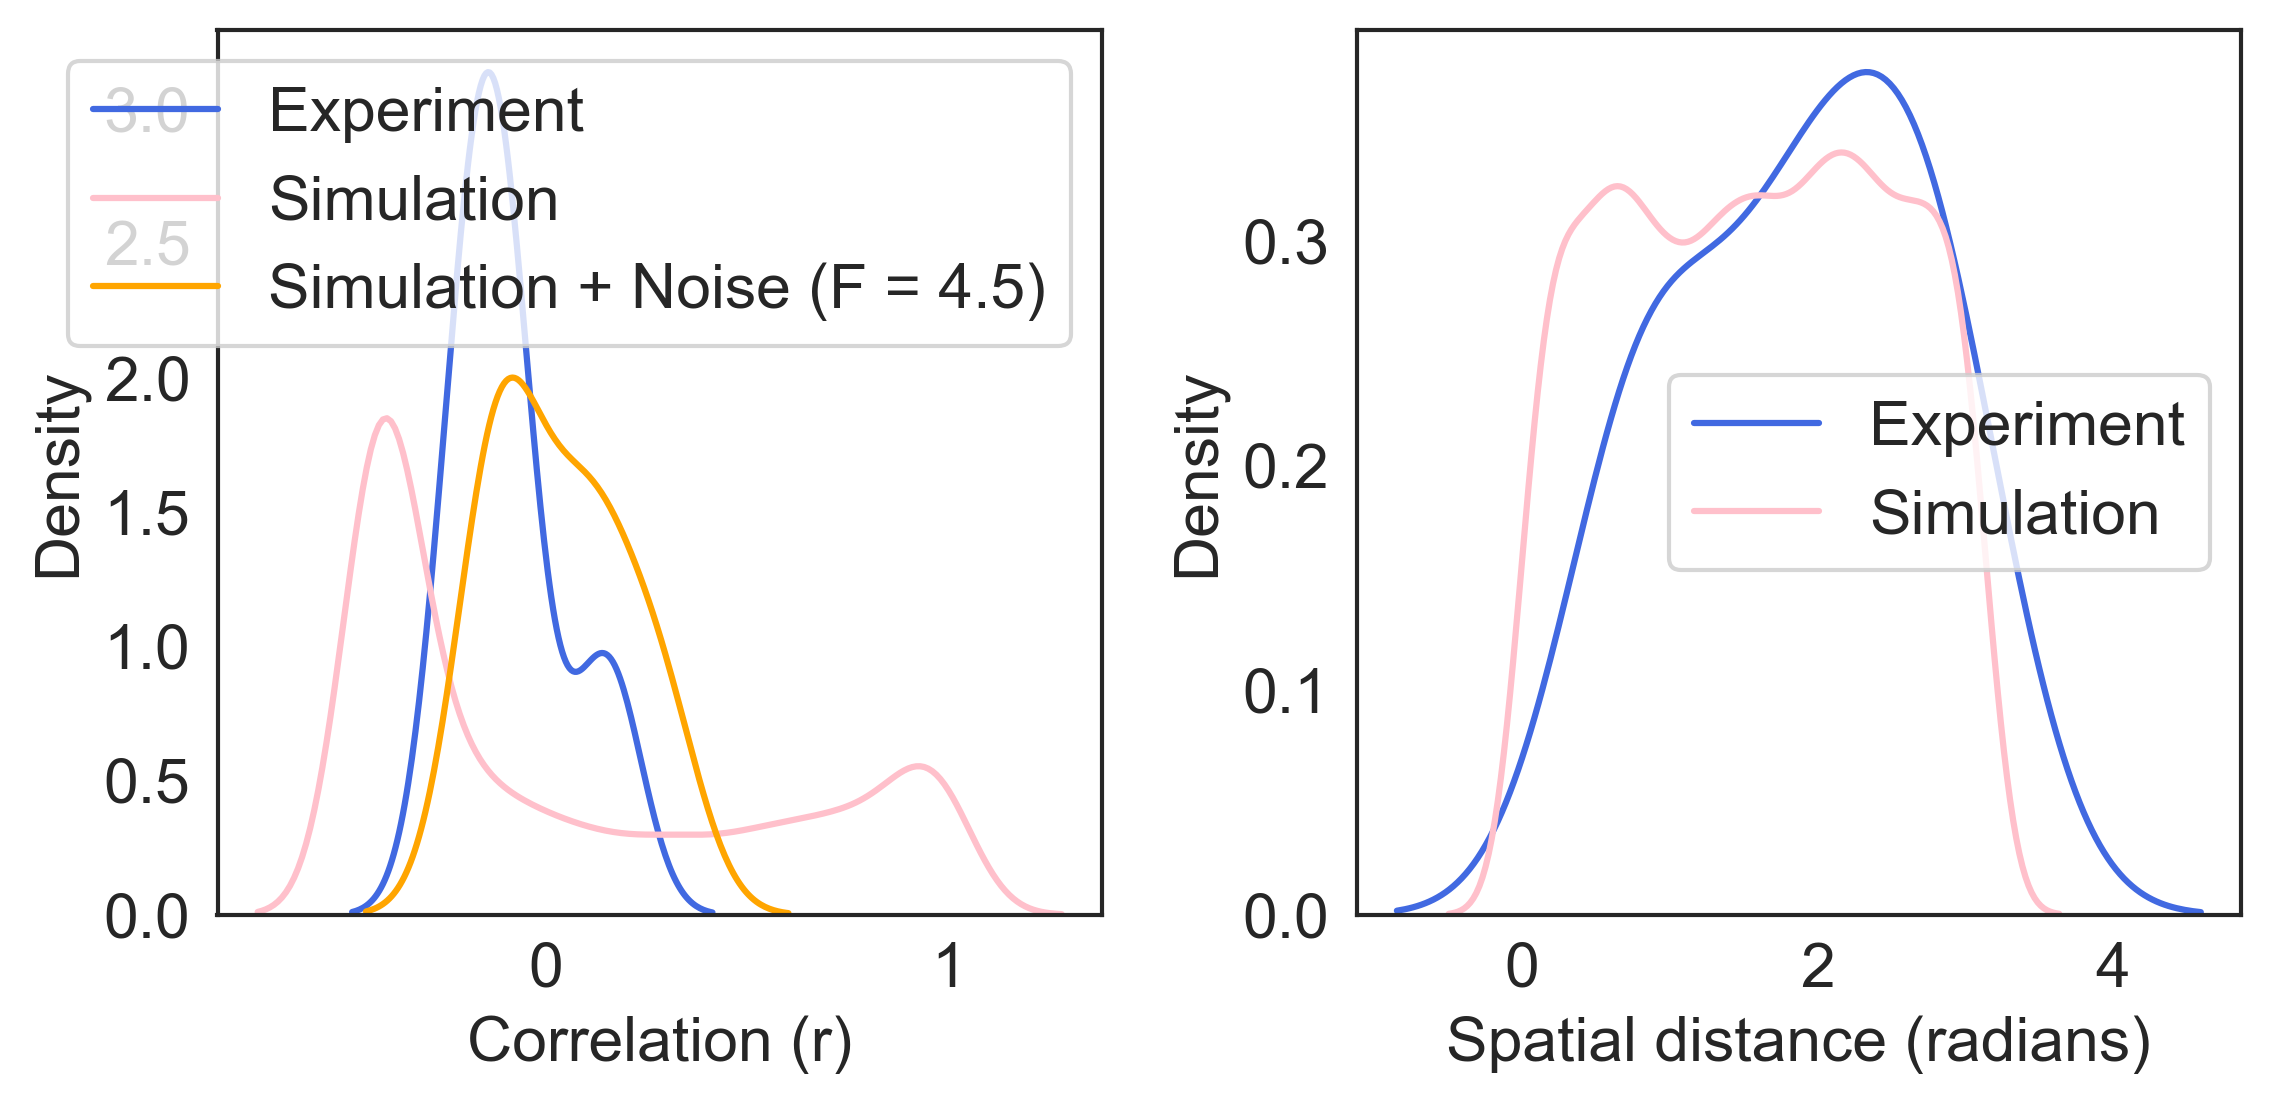 Experiment
Simulation
Simulation + Noise (F = 4.5)
3.0
2.5
2.0
1.5
1.0
0.5
0.0
Density
0 1
Correlation (r)
0.3
0.2
0.1
0.0
Density
Experiment
Simulation
0 2 4
Spatial distance (radians)